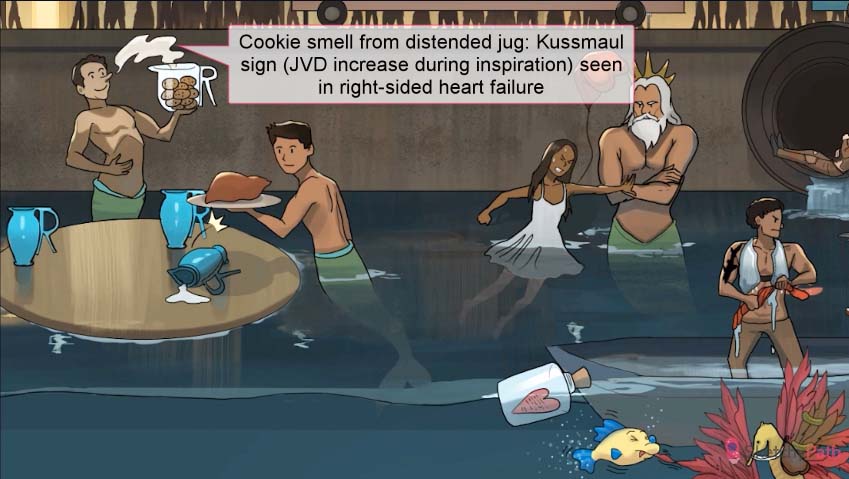 Cookie smell from distended jug: Kussmaul
sign (JVD increase during inspiration) seen
in right-sided heart failure